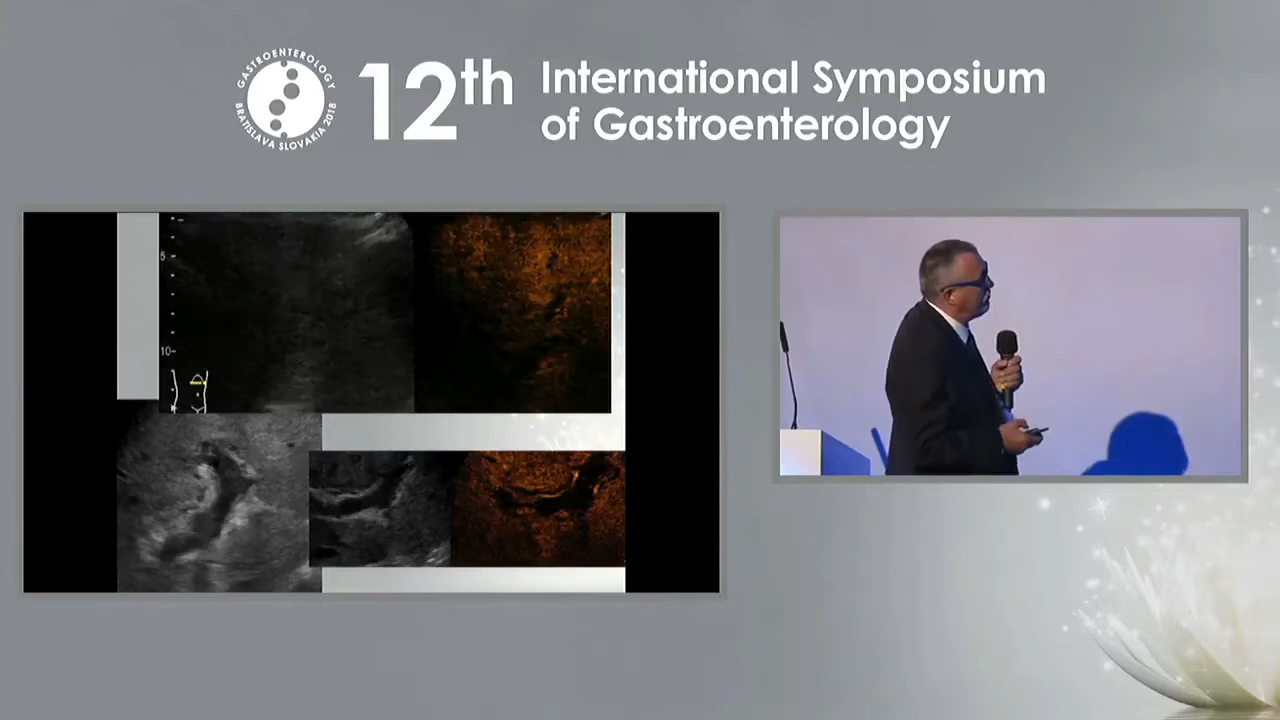 GASTROENTEROLOGY
BRATISLAVA SLOVAKIA 2018
12th
International Symposium
of Gastroenterology
5
10